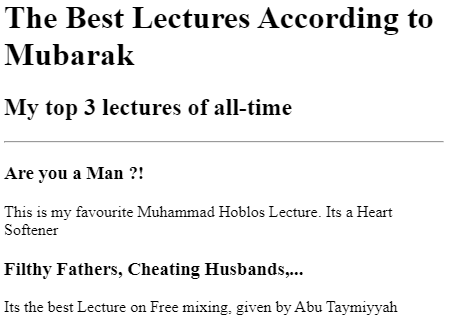 The Best Lectures According to
Mubarak
My top 3 lectures of all-time
Are you a Man ?!
This is my favourite Muhammad Hoblos Lecture. Its a Heart
Softener
Filthy Fathers, Cheating Husbands,...
Its the best Lecture on Free mixing, given by Abu Taymiyyah